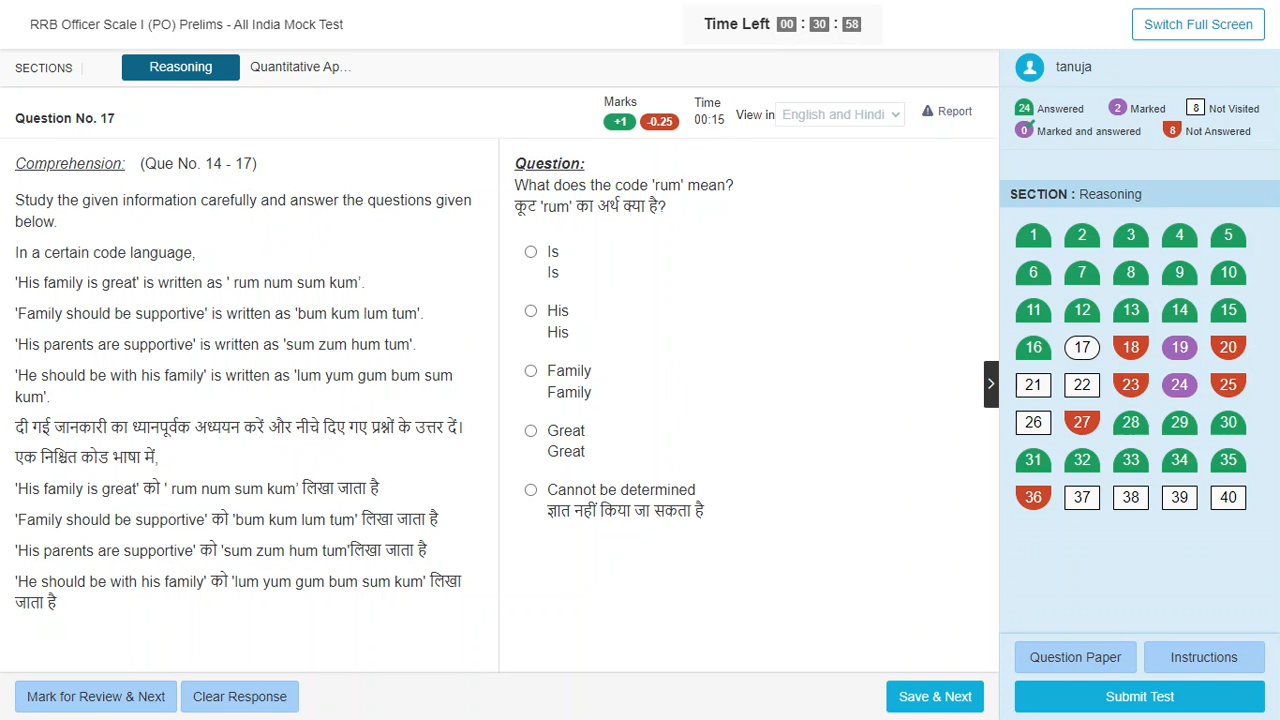 RRB Officer Scale I (PO) Prelims - All India Mock Test
Time Left 00 : 30 : 58
Switch Full Screen
SECTIONS
Reasoning
Quantitative Ap...
tanuja
Question No. 17
Marks
+1 -0.25
Time
00:15
View in
English and Hindi
Report
24 Answered
2 Marked
8 Not Visited
0 Marked and answered
8 Not Answered
Comprehension: (Que No. 14 - 17)
Study the given information carefully and answer the questions given
below.
In a certain code language,
'His family is great' is written as ' rum num sum kum’.
'Family should be supportive' is written as 'bum kum lum tum'.
'His parents are supportive' is written as 'sum zum hum tum'.
'He should be with his family' is written as 'lum yum gum bum sum
kum'.
दी गई जानकारी का ध्यानपूर्वक अध्ययन करें और नीचे दिए गए प्रश्नों के उत्तर दें।
एक निश्चित कोड भाषा में,
'His family is great' को ' rum num sum kum’ लिखा जाता है
'Family should be supportive' को 'bum kum lum tum' लिखा जाता है
'His parents are supportive' को 'sum zum hum tum'लिखा जाता है
'He should be with his family' को 'lum yum gum bum sum kum' लिखा
जाता है
Question:
What does the code 'rum' mean?
कूट 'rum' का अर्थ क्या है?
Is
Is
His
His
Family
Family
Great
Great
Cannot be determined
ज्ञात नहीं किया जा सकता है
SECTION : Reasoning
1 2 3 4 5
6 7 8 9 10
11 12 13 14 15
16 17 18 19 20
21 22 23 24 25
26 27 28 29 30
31 32 33 34 35
36 37 38 39 40
Mark for Review & Next
Clear Response
Save & Next
Question Paper
Instructions
Submit Test